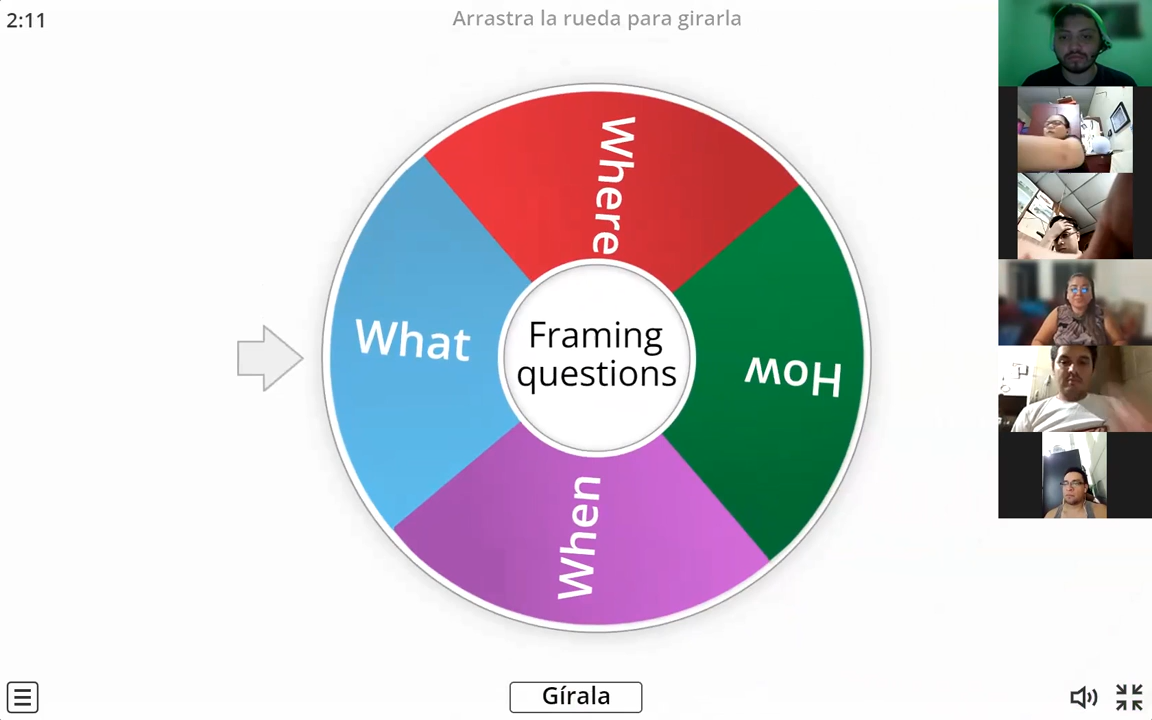 2:11
Arrastra la rueda para girarla
Where
What
Framing
questions
How
When
Gírala